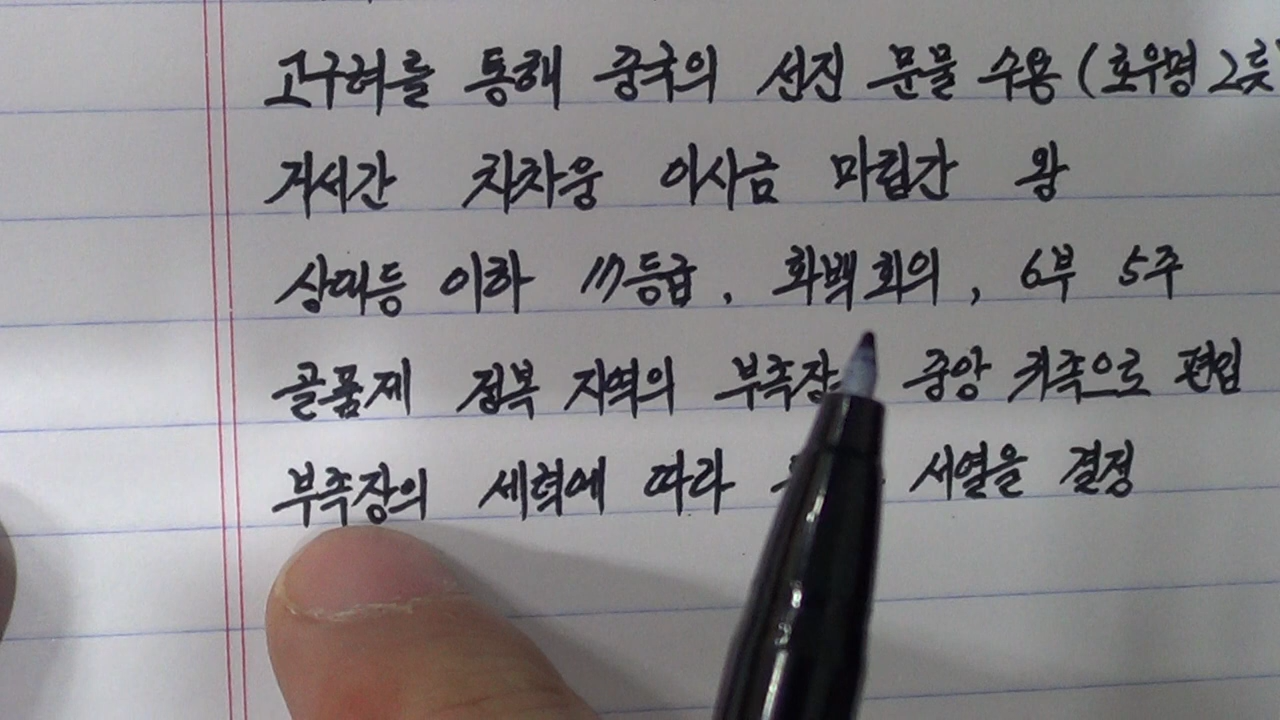 고구려를 통해 중국의 선진 문물 수용 (호우명 그릇
거서간 차차웅 이사금 마립간 왕
상대등 이하 17등급, 화백회의, 6부 5주
골품제 정복 지역의 부족장 중앙 귀족으로 편입
부족장의 세력에 따라 서열을 결정